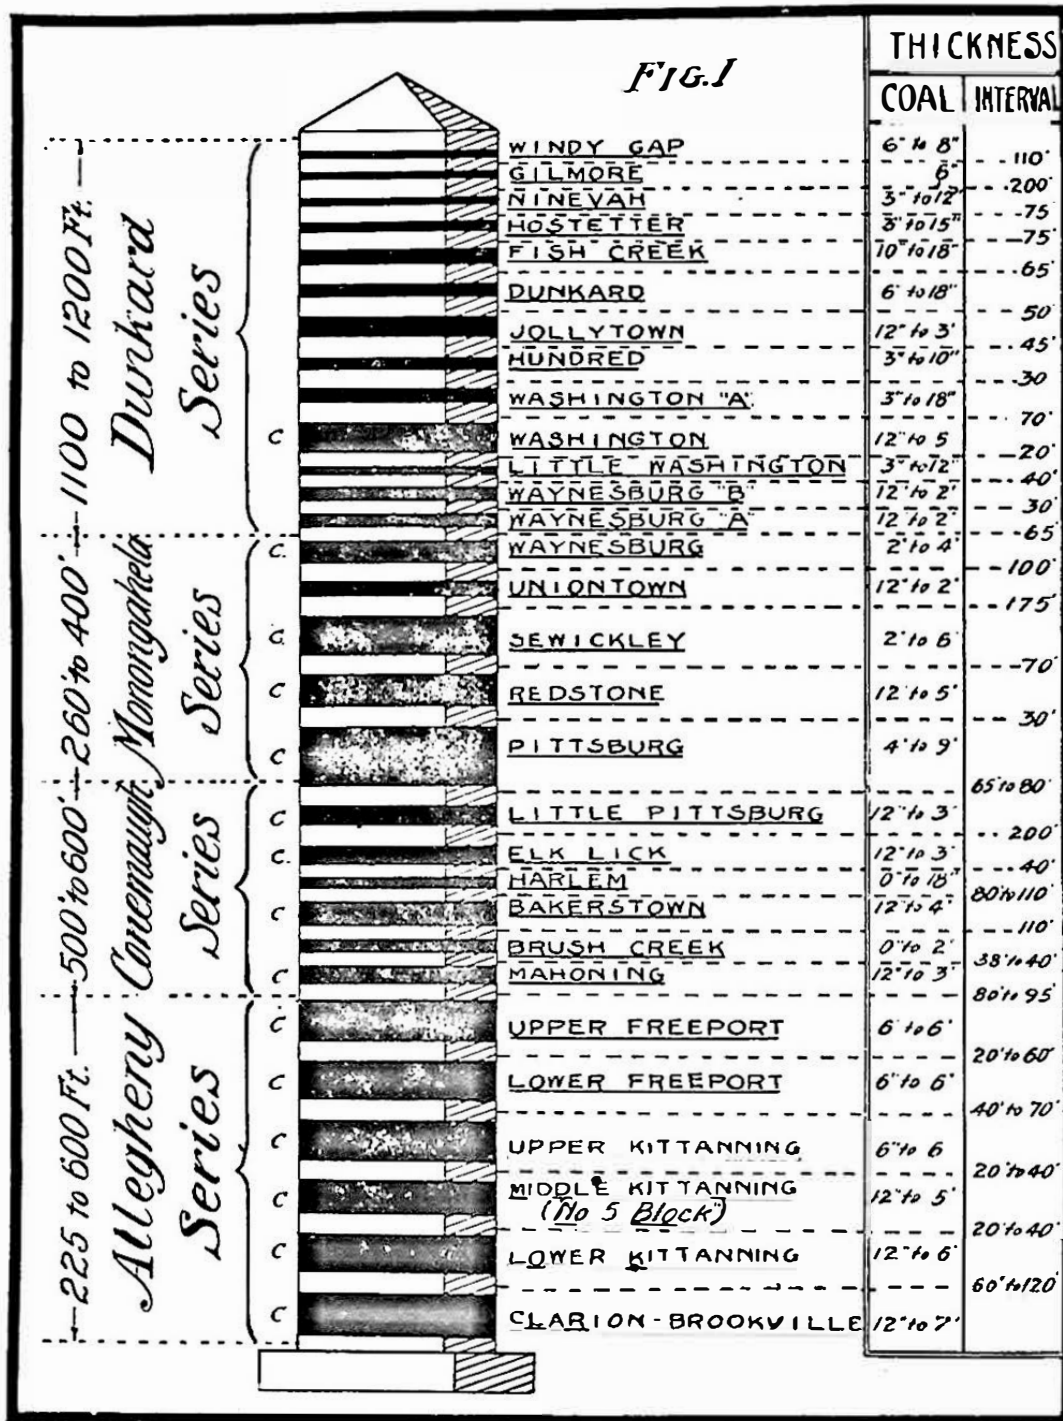 FIG. I
THICKNESS
COAL INTERVAL
WINDY GAP 6" to 8"
110'
GILMORE 6"
200'
NINEVAH 3" to 12"
75'
HOSTETTER 8" to 15"
75'
FISH CREEK 10" to 18"
65'
DUNKARD 6" to 18"
50'
JOLLYTOWN 12" to 3'
45'
HUNDRED 3" to 10"
30'
WASHINGTON "A" 3" to 18"
70'
C WASHINGTON 12" to 5
20'
LITTLE WASHINGTON 3" to 12"
40'
WAYNESBURG "B" 12" to 2'
30'
WAYNESBURG "A" 12" to 2'
65'
C. WAYNESBURG 2' to 4'
100'
UNIONTOWN 12" to 2'
175'
C. SEWICKLEY 2' to 6'
70'
C REDSTONE 12" to 5'
30'
C PITTSBURG 4' to 9'
65' to 80'
C LITTLE PITTSBURG 12" to 3'
200'
C. ELK LICK 12" to 3'
40'
HARLEM 0" to 18"
80' to 110'
C BAKERSTOWN 12" to 4'
110'
BRUSH CREEK 0" to 2'
38' to 40'
C MAHONING 12" to 3'
80' to 95'
C UPPER FREEPORT 6" to 6'
20' to 60'
C LOWER FREEPORT 6" to 6'
40' to 70'
C UPPER KITTANNING 6" to 6
20' to 40'
C MIDDLE KITTANNING 12" to 5'
(No 5 Block")
20' to 40'
C LOWER KITTANNING 12" to 6'
60' to 120'
C CLARION-BROOKVILLE 12" to 7'
1100 to 1200 Ft.
Dunkard
Series
260' to 400'
Monongahela
Series
500' to 600'
Conemaugh
Series
225 to 600 Ft.
Allegheny
Series